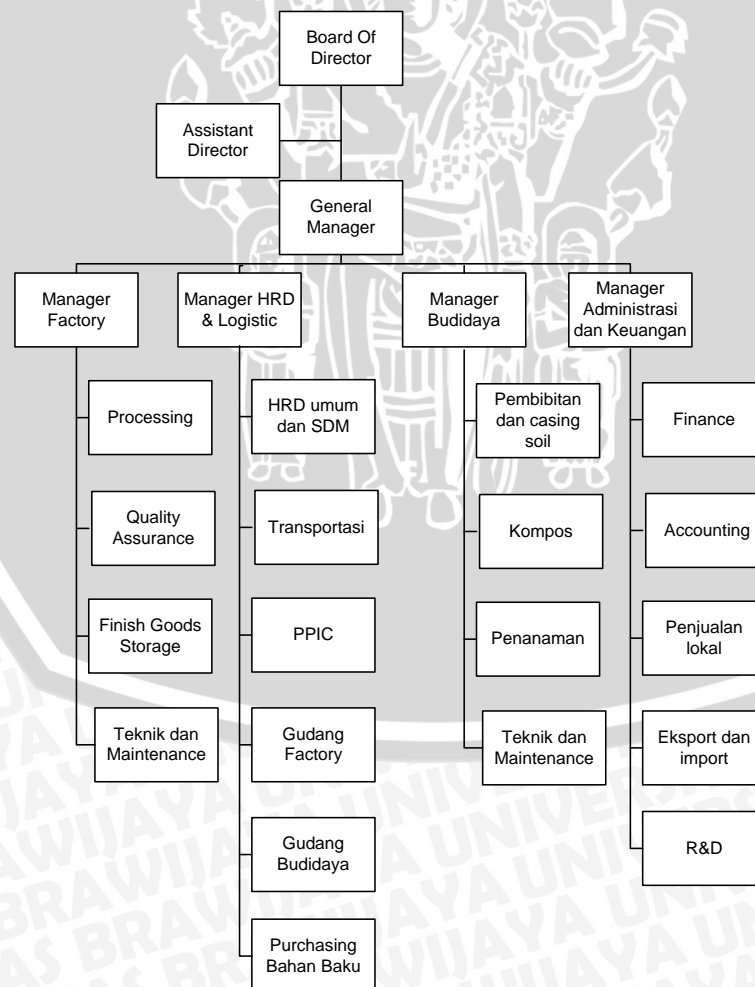 Board Of
Director
Assistant
Director
General
Manager
Manager
Factory
Manager HRD
& Logistic
Manager
Budidaya
Manager
Administrasi
dan Keuangan
Processing
Quality
Assurance
Finish Goods
Storage
Teknik dan
Maintenance
HRD umum
dan SDM
Transportasi
PPIC
Gudang
Factory
Gudang
Budidaya
Purchasing
Bahan Baku
Pembibitan
dan casing
soil
Kompos
Penanaman
Teknik dan
Maintenance
Finance
Accounting
Penjualan
lokal
Eksport dan
import
R&D